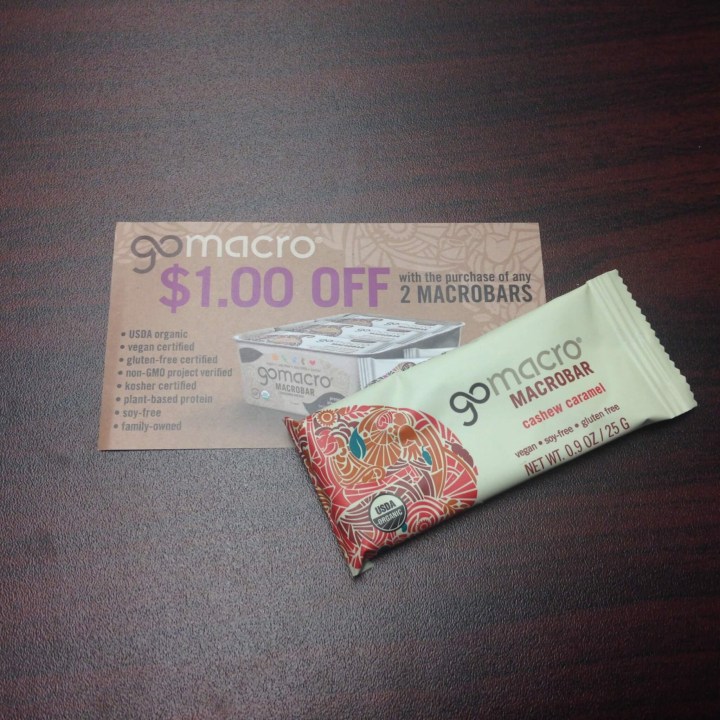 gomacro®
$1.00 OFF
with the purchase of any
2 MACROBARS
• USDA organic
• vegan certified
• gluten-free certified
• non-GMO project verified
• kosher certified
• plant-based protein
• soy-free
• family-owned
gomacro®
MACROBAR
gomacro®
MACROBAR
cashew caramel
vegan • soy-free • gluten free
NET WT. 0.9 OZ / 25 G
USDA
ORGANIC